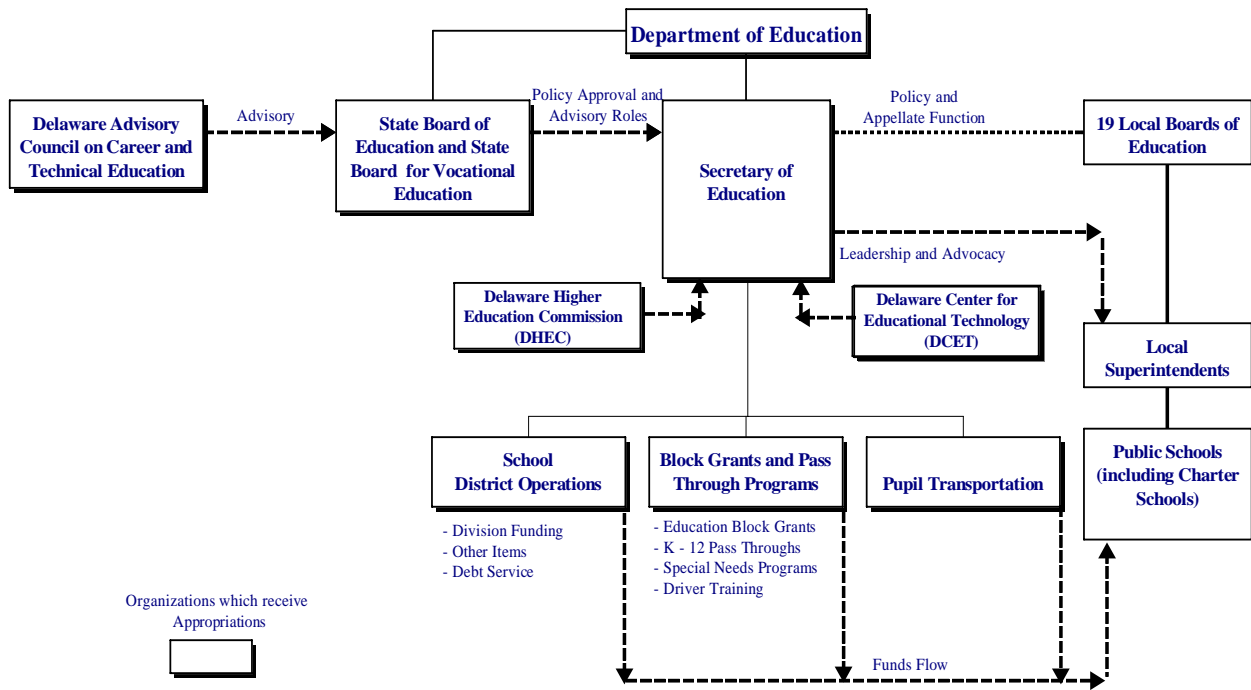 Department of Education
Delaware Advisory
Council on Career and
Technical Education
Advisory
State Board of
Education and State
Board for Vocational
Education
Policy Approval and
Advisory Roles
Secretary of
Education
Policy and
Appellate Function
19 Local Boards of
Education
Leadership and Advocacy
Delaware Higher
Education Commission
(DHEC)
Delaware Center for
Educational Technology
(DCET)
Local
Superintendents
School
District Operations
Block Grants and Pass
Through Programs
Pupil Transportation
Public Schools
(including Charter
Schools)
- Division Funding
- Other Items
- Debt Service
- Education Block Grants
- K - 12 Pass Throughs
- Special Needs Programs
- Driver Training
Organizations which receive
Appropriations
Funds Flow